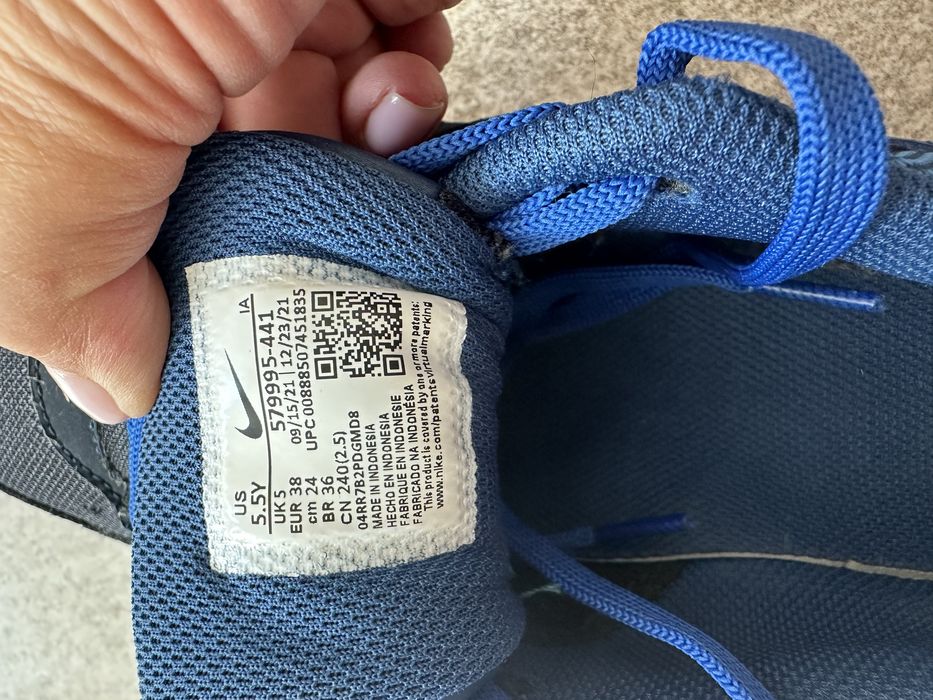 US
5.5Y
IA
UK 5
579995-441
EUR 38
09/15/21 | 12/23/21
cm 24
UPC 00888507451835
BR 36
CN 240(2.5)
04RR7B2PDGMD8
MADE IN INDONESIA
HECHO EN INDONESIA
FABRIQUE EN INDONESIE
FABRICADO NA INDONÉSIA
This product is covered by one or more patents:
www.nike.com/patentsvirtualmarking